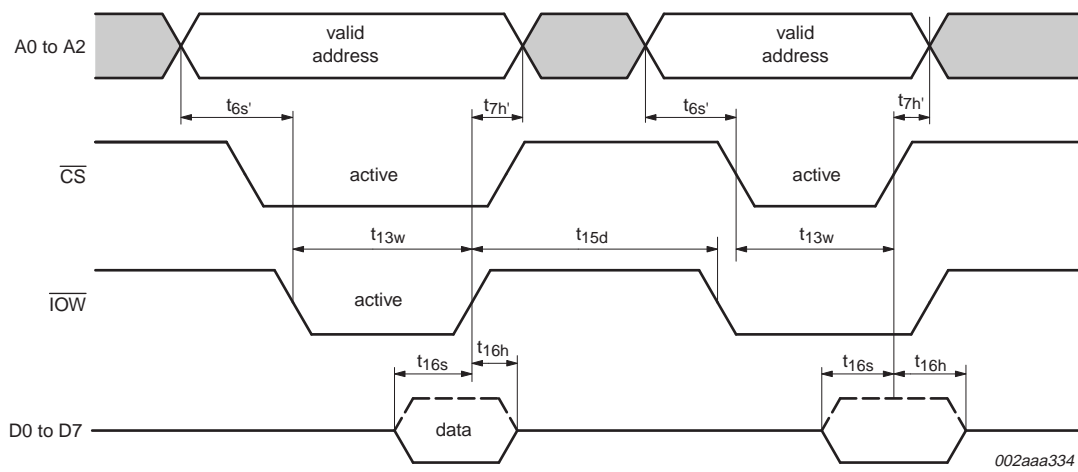 A0 to A2
valid
address
valid
address
t6s'
t7h'
t6s'
t7h'
CS
active
active
t13w
t15d
t13w
IOW
active
t16s
t16h
t16s
t16h
D0 to D7
data
002aaa334